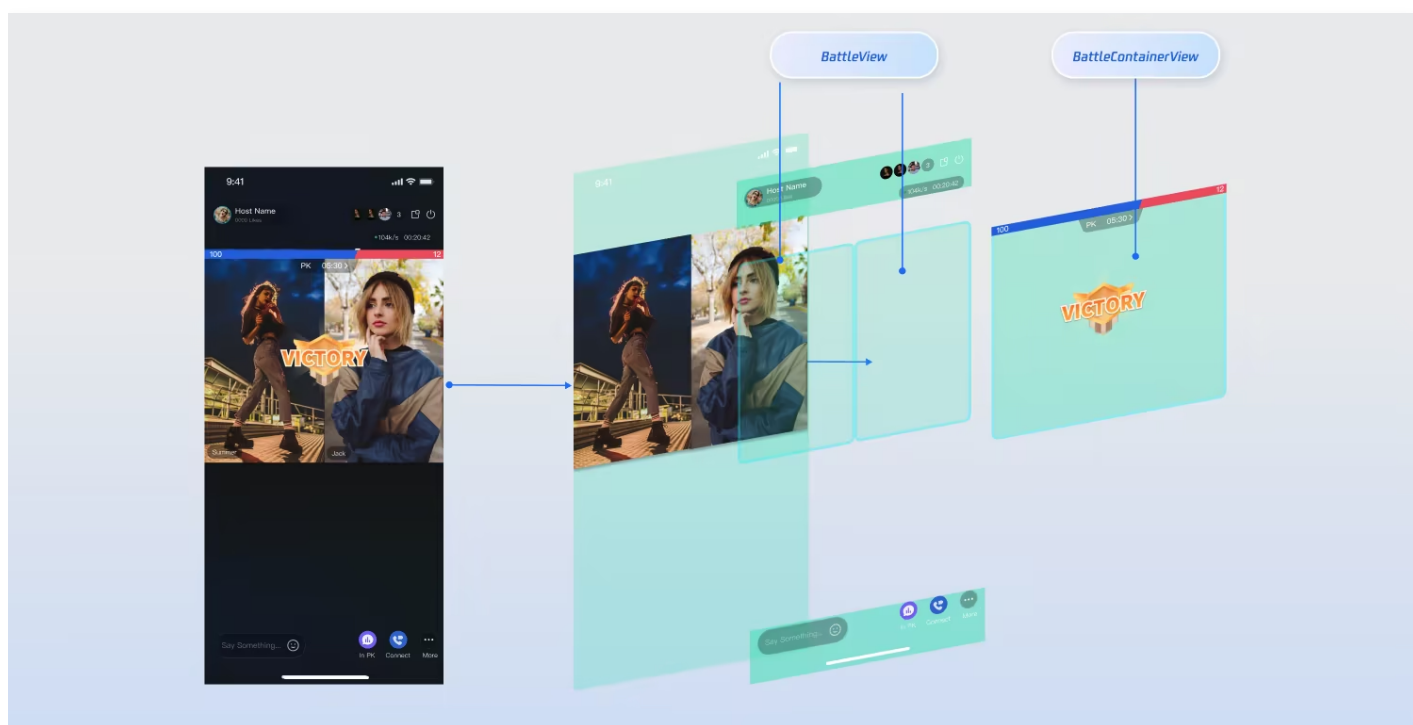 BattleView
BattleContainerView
9:41
Host Name
3
•104k/s 00:20:42
100
12
PK 05:30 >
VICTORY
Summer
Jack
Say Something...
In PK
Connect
More
9:41
Host Name
3
104k/s 00:20:42
Say Something...
In PK
Connect
More
100
12
PK 05:30 >
VICTORY